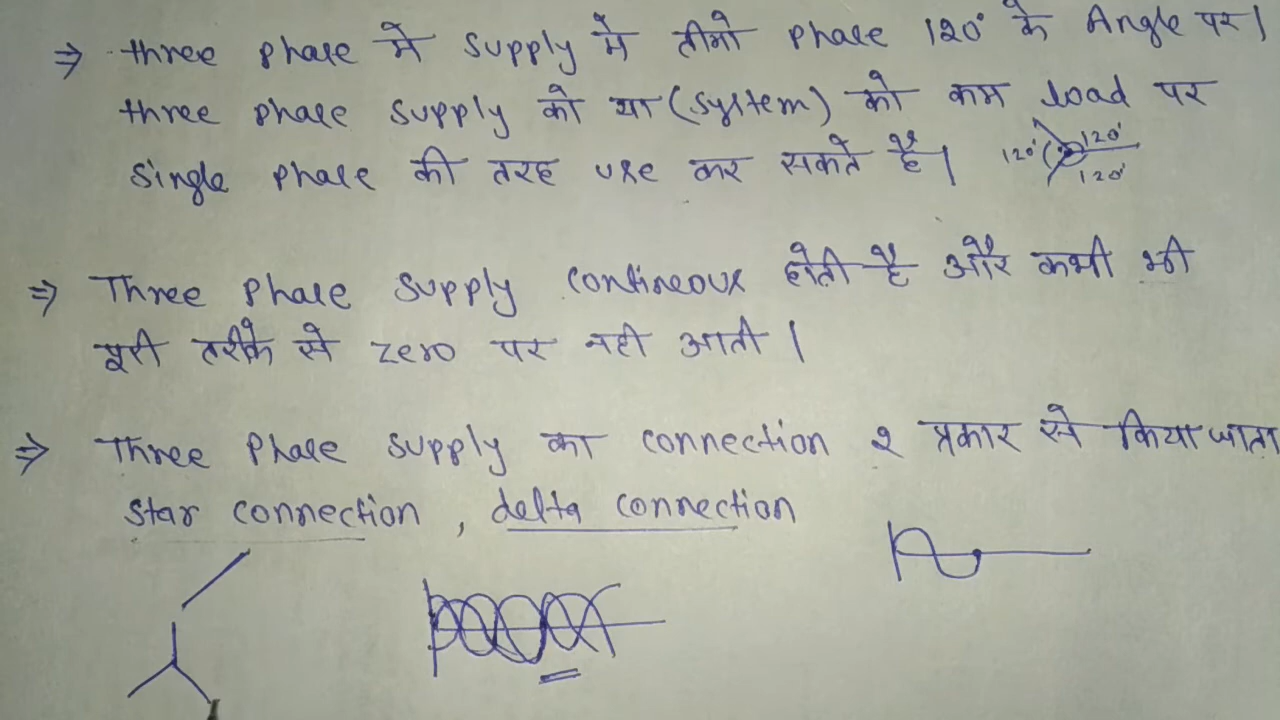 ⇒ three phase मे supply मे तीनो phase 120° के Angle पर।
three phase supply को या (system) को कम load पर
single phase की तरह use कर सकते है।
120° 120°
120°
⇒ Three phase supply contineoux होती है और कभी भी
पूरी तरीके से zero पर नही आती।
⇒ Three Phase supply का connection 2 प्रकार से किया जाता
star connection, delta connection